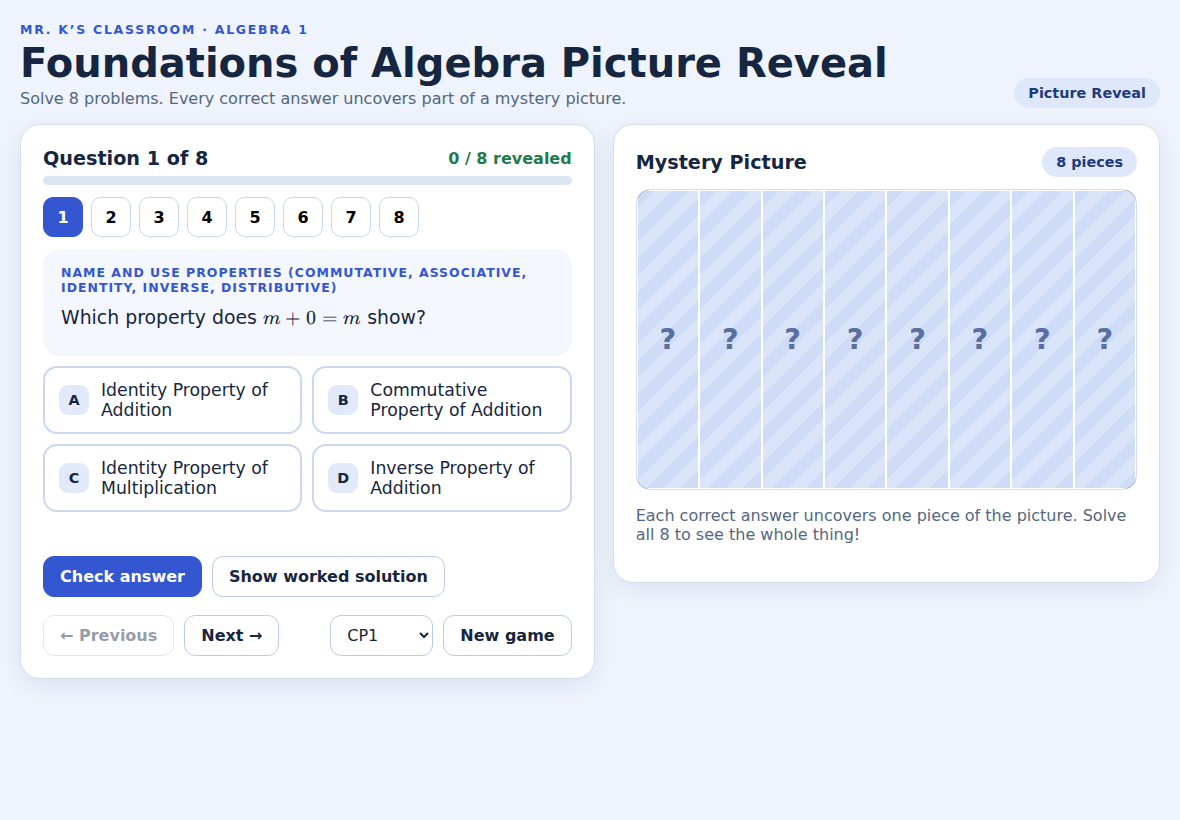 MR. K’S CLASSROOM · ALGEBRA 1
Foundations of Algebra Picture Reveal
Solve 8 problems. Every correct answer uncovers part of a mystery picture.
Picture Reveal
Question 1 of 8
0 / 8 revealed
1 2 3 4 5 6 7 8
NAME AND USE PROPERTIES (COMMUTATIVE, ASSOCIATIVE,
IDENTITY, INVERSE, DISTRIBUTIVE)
Which property does m + 0 = m show?
A Identity Property of
Addition
B Commutative
Property of Addition
C Identity Property of
Multiplication
D Inverse Property of
Addition
Check answer
Show worked solution
← Previous
Next →
CP1
New game
Mystery Picture
8 pieces
? ? ? ? ? ? ? ?
Each correct answer uncovers one piece of the picture. Solve
all 8 to see the whole thing!